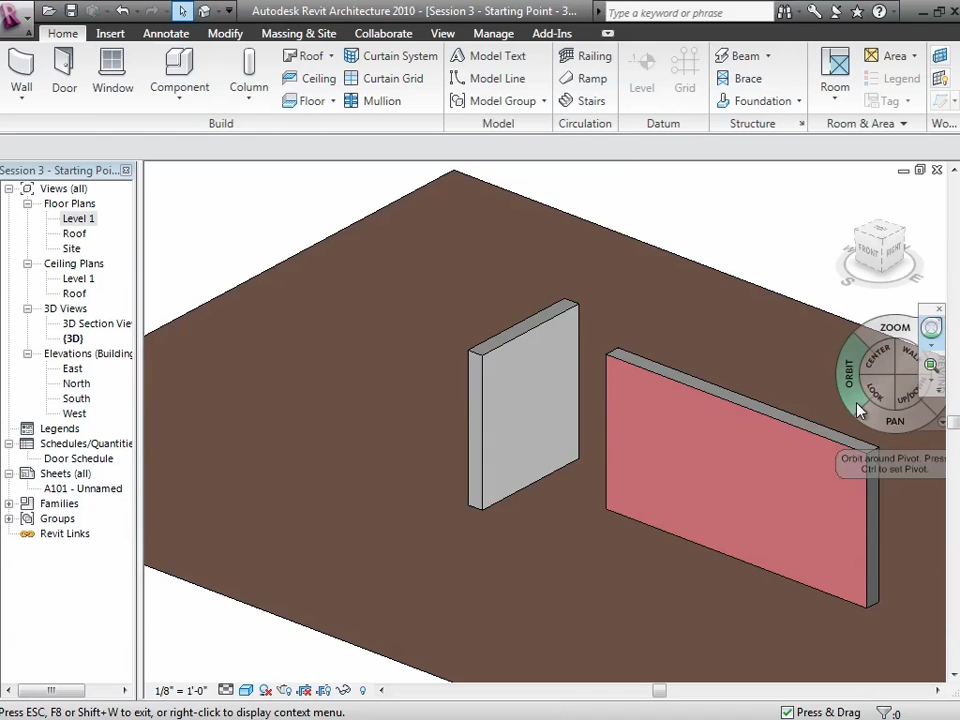 Autodesk Revit Architecture 2010 - [Session 3 - Starting Point - 3...
Type a keyword or phrase
Home Insert Annotate Modify Massing & Site Collaborate View Manage Add-Ins
Wall Door Window Component Column
Roof Ceiling Floor
Curtain System Curtain Grid Mullion
Model Text Model Line Model Group
Railing Ramp Stairs
Level Grid
Beam Brace Foundation
Room
Area Legend Tag
Build Model Circulation Datum Structure Room & Area Wo...
Session 3 - Starting Poi...
Views (all)
Floor Plans
Level 1
Roof
Site
Ceiling Plans
Level 1
Roof
3D Views
3D Section Vie
(3D)
Elevations (Building
East
North
South
West
Legends
Schedules/Quantitie
Door Schedule
Sheets (all)
A101 - Unnamed
Families
Groups
Revit Links
FRONT RIGHT
S E
ZOOM
CENTER WAL
ORBIT
LOOK UP/DO
PAN
Orbit around Pivot. Press
Ctrl to set Pivot.
1/8" = 1'-0"
Press ESC, F8 or Shift+W to exit, or right-click to display context menu.
Press & Drag
:0